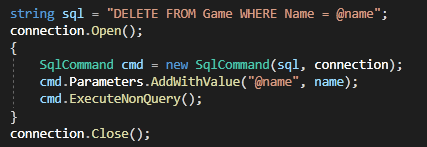 string sql = "DELETE FROM Game WHERE Name = @name";
connection.Open();
{
    SqlCommand cmd = new SqlCommand(sql, connection);
    cmd.Parameters.AddWithValue("@name", name);
    cmd.ExecuteNonQuery();
}
connection.Close();